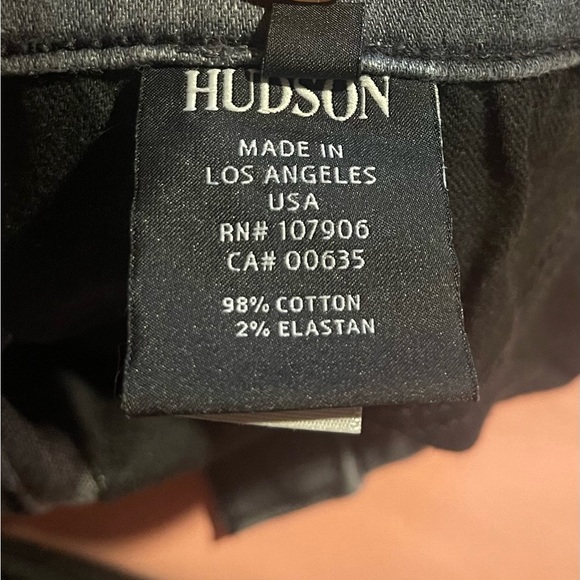 HUDSON
MADE IN
LOS ANGELES
USA
RN# 107906
CA# 00635
98% COTTON
2% ELASTAN